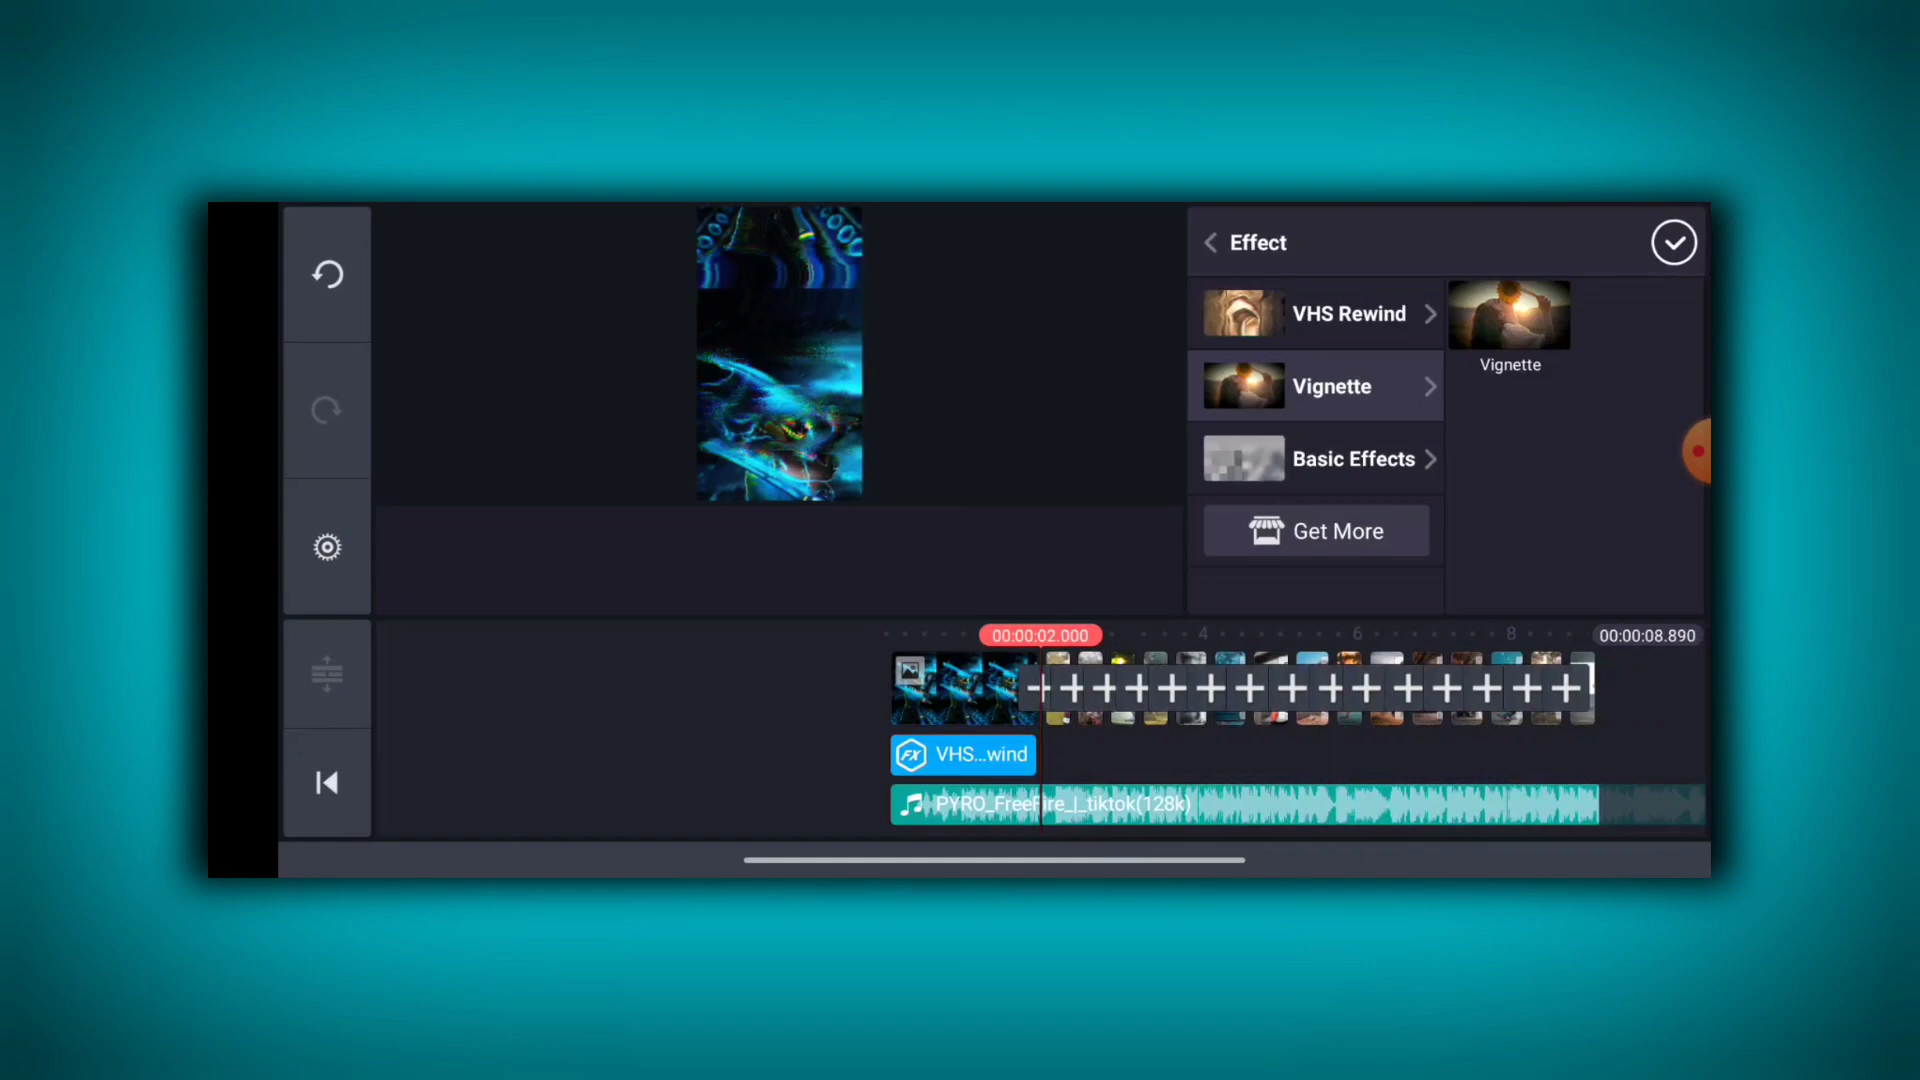 Effect
VHS Rewind
Vignette
Vignette
Basic Effects
Get More
00:00:02.000
4
6
8
00:00:08.890
FX
VHS...wind
PYRO_FreeFire_|_tiktok(128k)